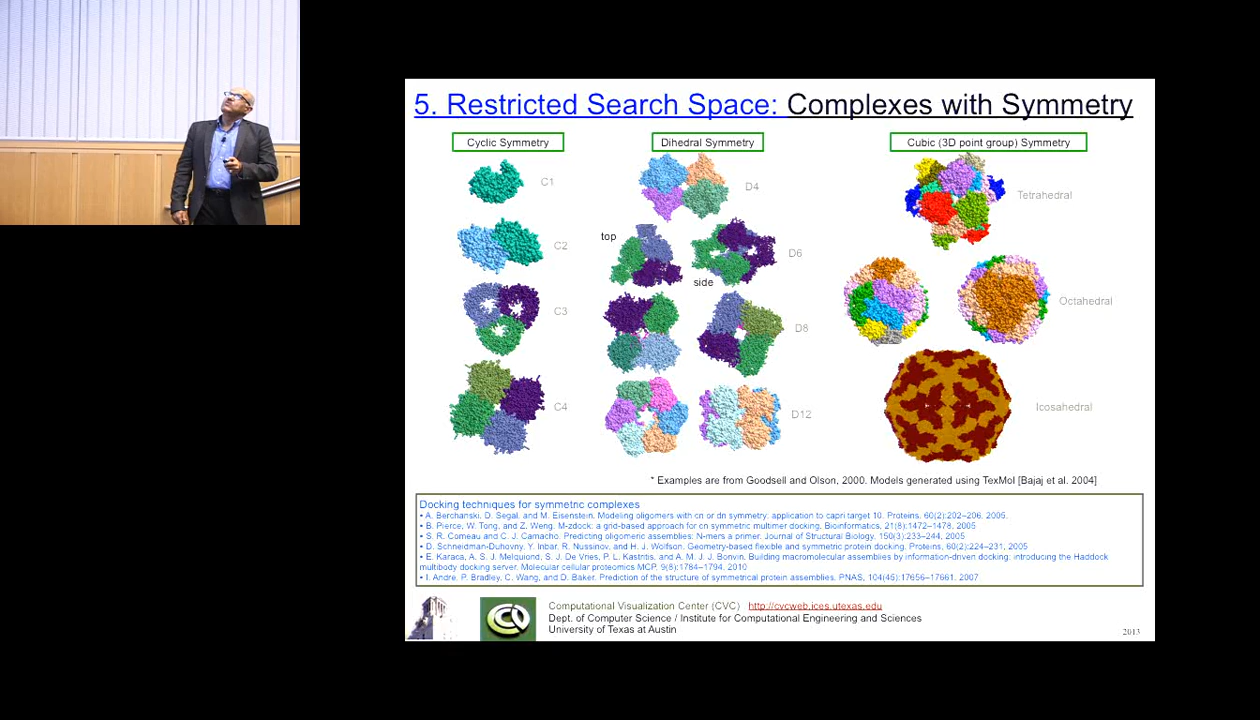 5. Restricted Search Space: Complexes with Symmetry
Cyclic Symmetry
Dihedral Symmetry
Cubic (3D point group) Symmetry
C1
C2
C3
C4
D4
top
side
D6
D8
D12
Tetrahedral
Octahedral
Icosahedral
* Examples are from Goodsell and Olson, 2000. Models generated using TexMol [Bajaj et al. 2004]
Docking techniques for symmetric complexes
• A. Berchanski, D. Segal, and M. Eisenstein. Modeling oligomers with cn or dn symmetry: application to capri target 10. Proteins. 60(2):202–206, 2005.
• B. Pierce, W. Tong, and Z. Weng. M-zdock: a grid-based approach for cn symmetric multimer docking. Bioinformatics, 21(8):1472–1478, 2005
• S. R. Comeau and C. J. Camacho. Predicting oligomeric assemblies: N-mers a primer. Journal of Structural Biology, 150(3):233–244, 2005
• D. Schneidman-Duhovny, Y. Inbar, R. Nussinov, and H. J. Wolfson. Geometry-based flexible and symmetric protein docking. Proteins, 60(2):224–231, 2005
• E. Karaca, A. S. J. Melquiond, S. J. De Vries, P. L. Kastritis, and A. M. J. J. Bonvin. Building macromolecular assemblies by information-driven docking: introducing the Haddock
multibody docking server. Molecular cellular proteomics MCP, 9(8):1784–1794, 2010
• I. Andre, P. Bradley, C. Wang, and D. Baker. Prediction of the structure of symmetrical protein assemblies. PNAS, 104(45):17656–17661, 2007
Computational Visualization Center (CVC) http://cvcweb.ices.utexas.edu
Dept. of Computer Science / Institute for Computational Engineering and Sciences
University of Texas at Austin
2013